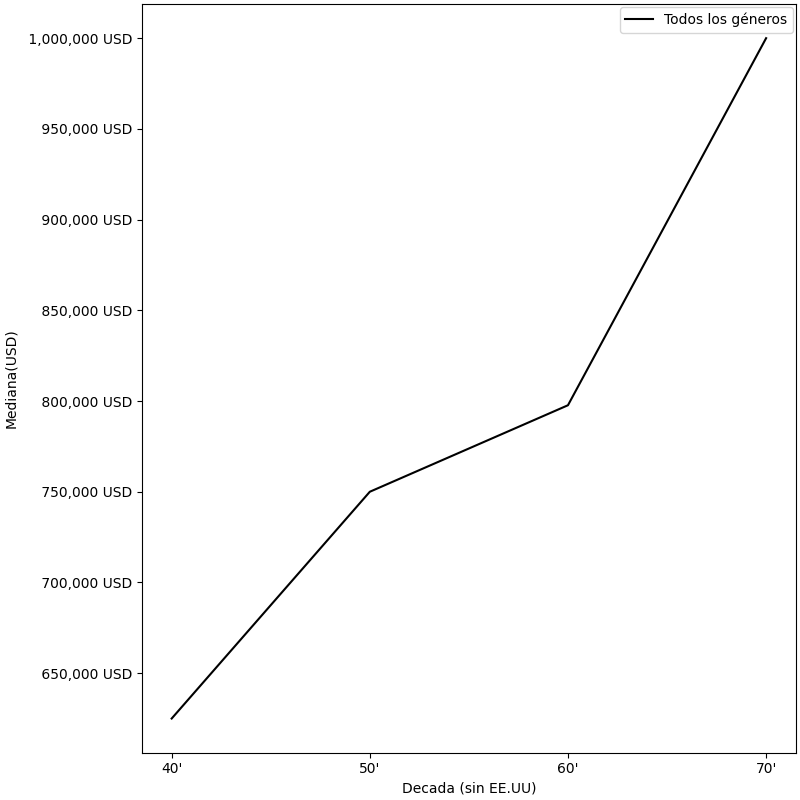 Todos los géneros
1,000,000 USD
950,000 USD
900,000 USD
850,000 USD
800,000 USD
750,000 USD
700,000 USD
650,000 USD
Mediana(USD)
40' 50' 60' 70'
Decada (sin EE.UU)